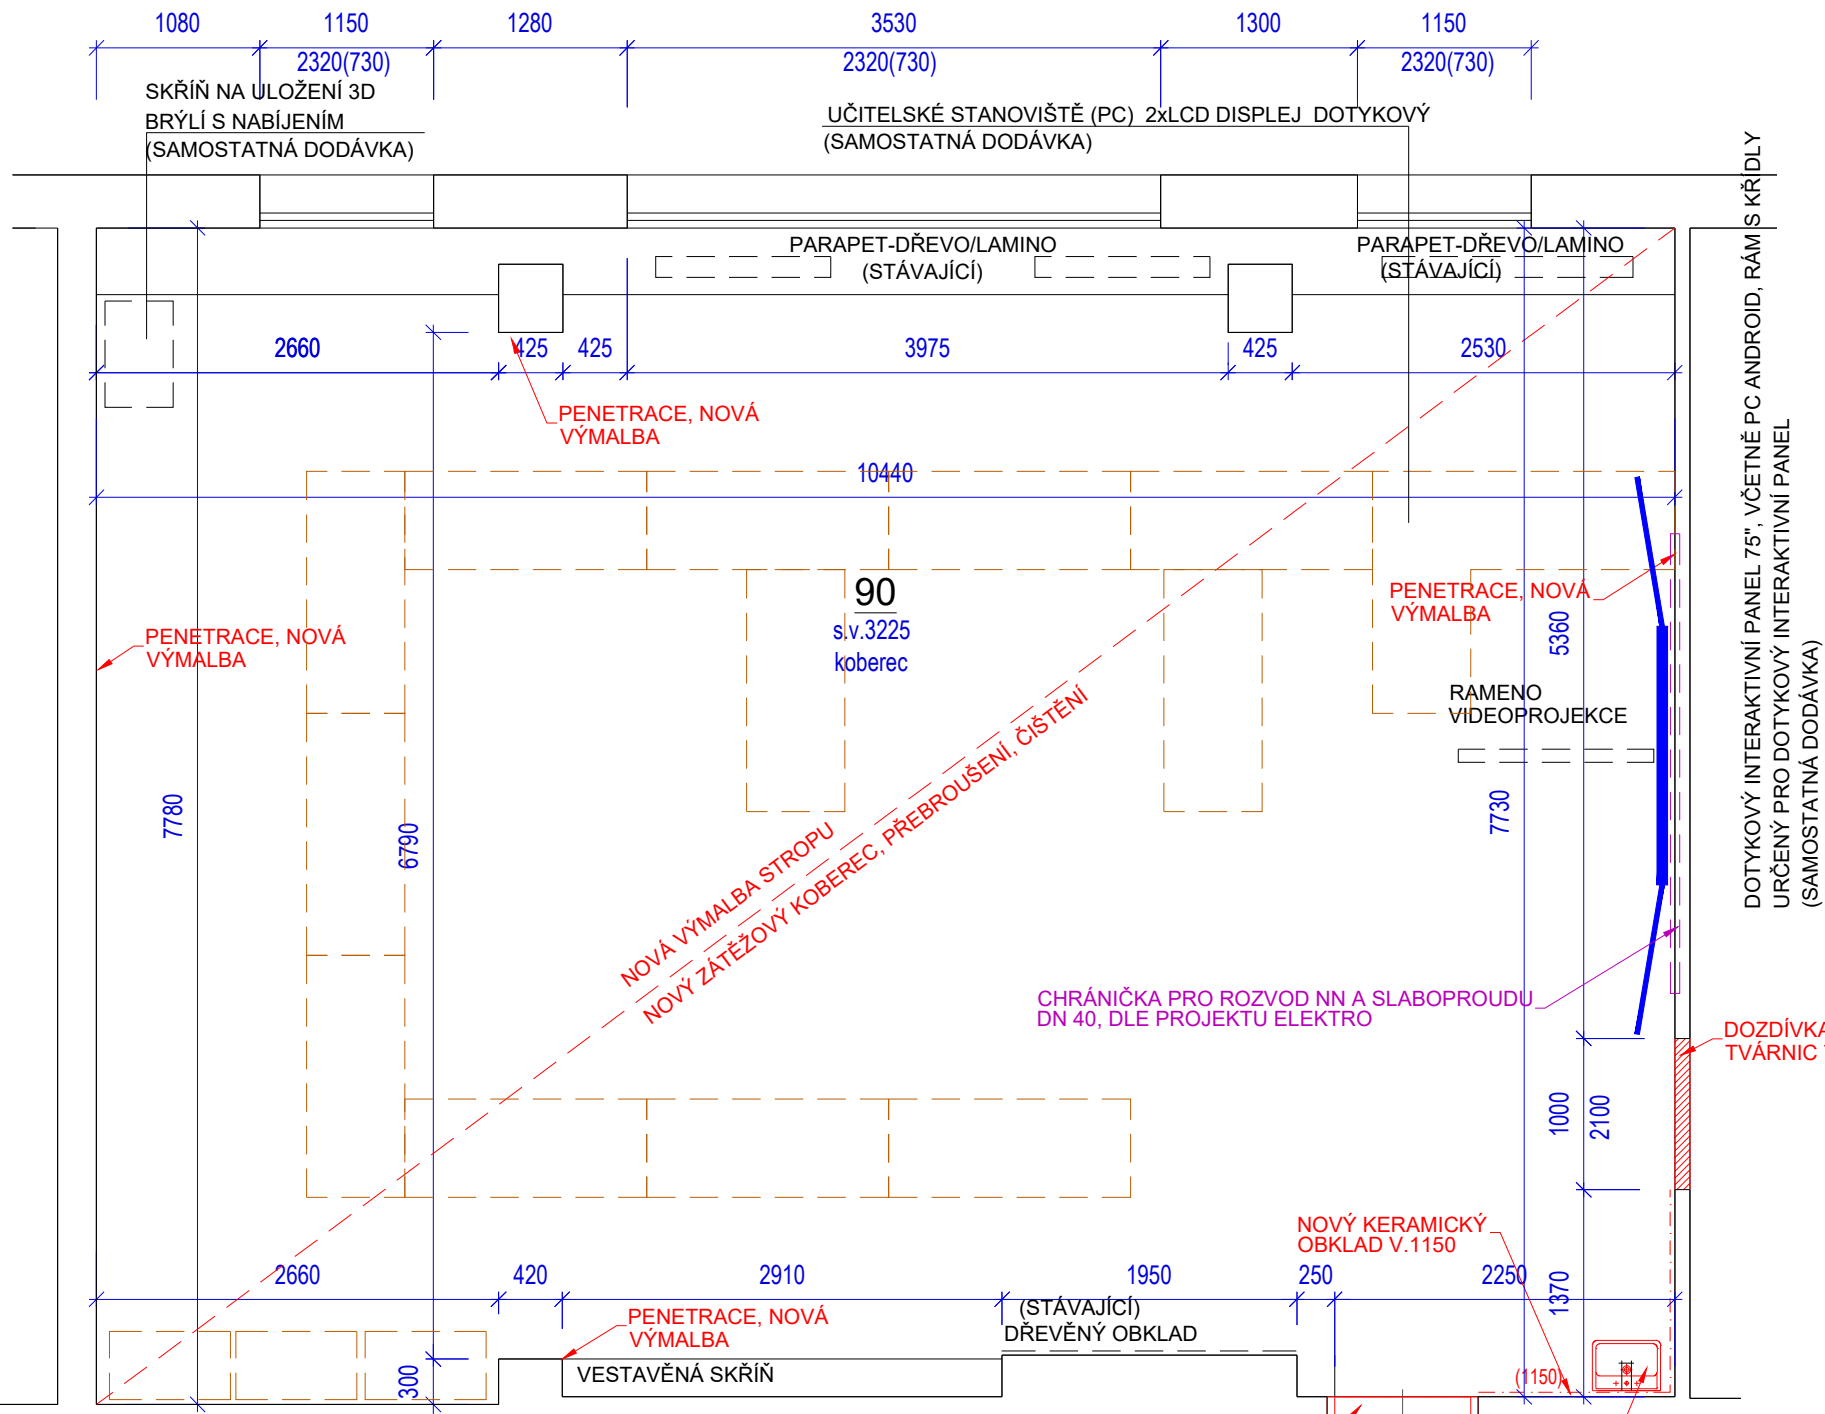 1080
1150
1280
3530
1300
1150
2320(730)
2320(730)
2320(730)
SKŘÍŇ NA ULOŽENÍ 3D
BRÝLÍ S NABÍJENÍM
(SAMOSTATNÁ DODÁVKA)
UČITELSKÉ STANOVIŠTĚ (PC) 2xLCD DISPLEJ DOTYKOVÝ
(SAMOSTATNÁ DODÁVKA)
PARAPET-DŘEVO/LAMINO
(STÁVAJÍCÍ)
PARAPET-DŘEVO/LAMINO
(STÁVAJÍCÍ)
2660
425
425
3975
425
2530
PENETRACE, NOVÁ
VÝMALBA
10440
90
s.v.3225
koberec
PENETRACE, NOVÁ
VÝMALBA
PENETRACE, NOVÁ
VÝMALBA
5360
RAMENO
VIDEOPROJEKCE
7780
6790
7730
NOVÁ VÝMALBA STROPU
NOVÝ ZÁTĚŽOVÝ KOBEREC, PŘEBROUŠENÍ, ČIŠTĚNÍ
DOTYKOVÝ INTERAKTIVNÍ PANEL 75", VČETNĚ PC ANDROID, RÁM S KŘÍDLY
URČENÝ PRO DOTYKOVÝ INTERAKTIVNÍ PANEL
(SAMOSTATNÁ DODÁVKA)
CHRÁNIČKA PRO ROZVOD NN A SLABOPROUDU
DN 40, DLE PROJEKTU ELEKTRO
DOZDÍVKA
TVÁRNIC
1000
2100
NOVÝ KERAMICKÝ
OBKLAD V.1150
2660
420
2910
1950
250
2250
1370
PENETRACE, NOVÁ
VÝMALBA
(STÁVAJÍCÍ)
DŘEVĚNÝ OBKLAD
VESTAVĚNÁ SKŘÍŇ
300
(1150)